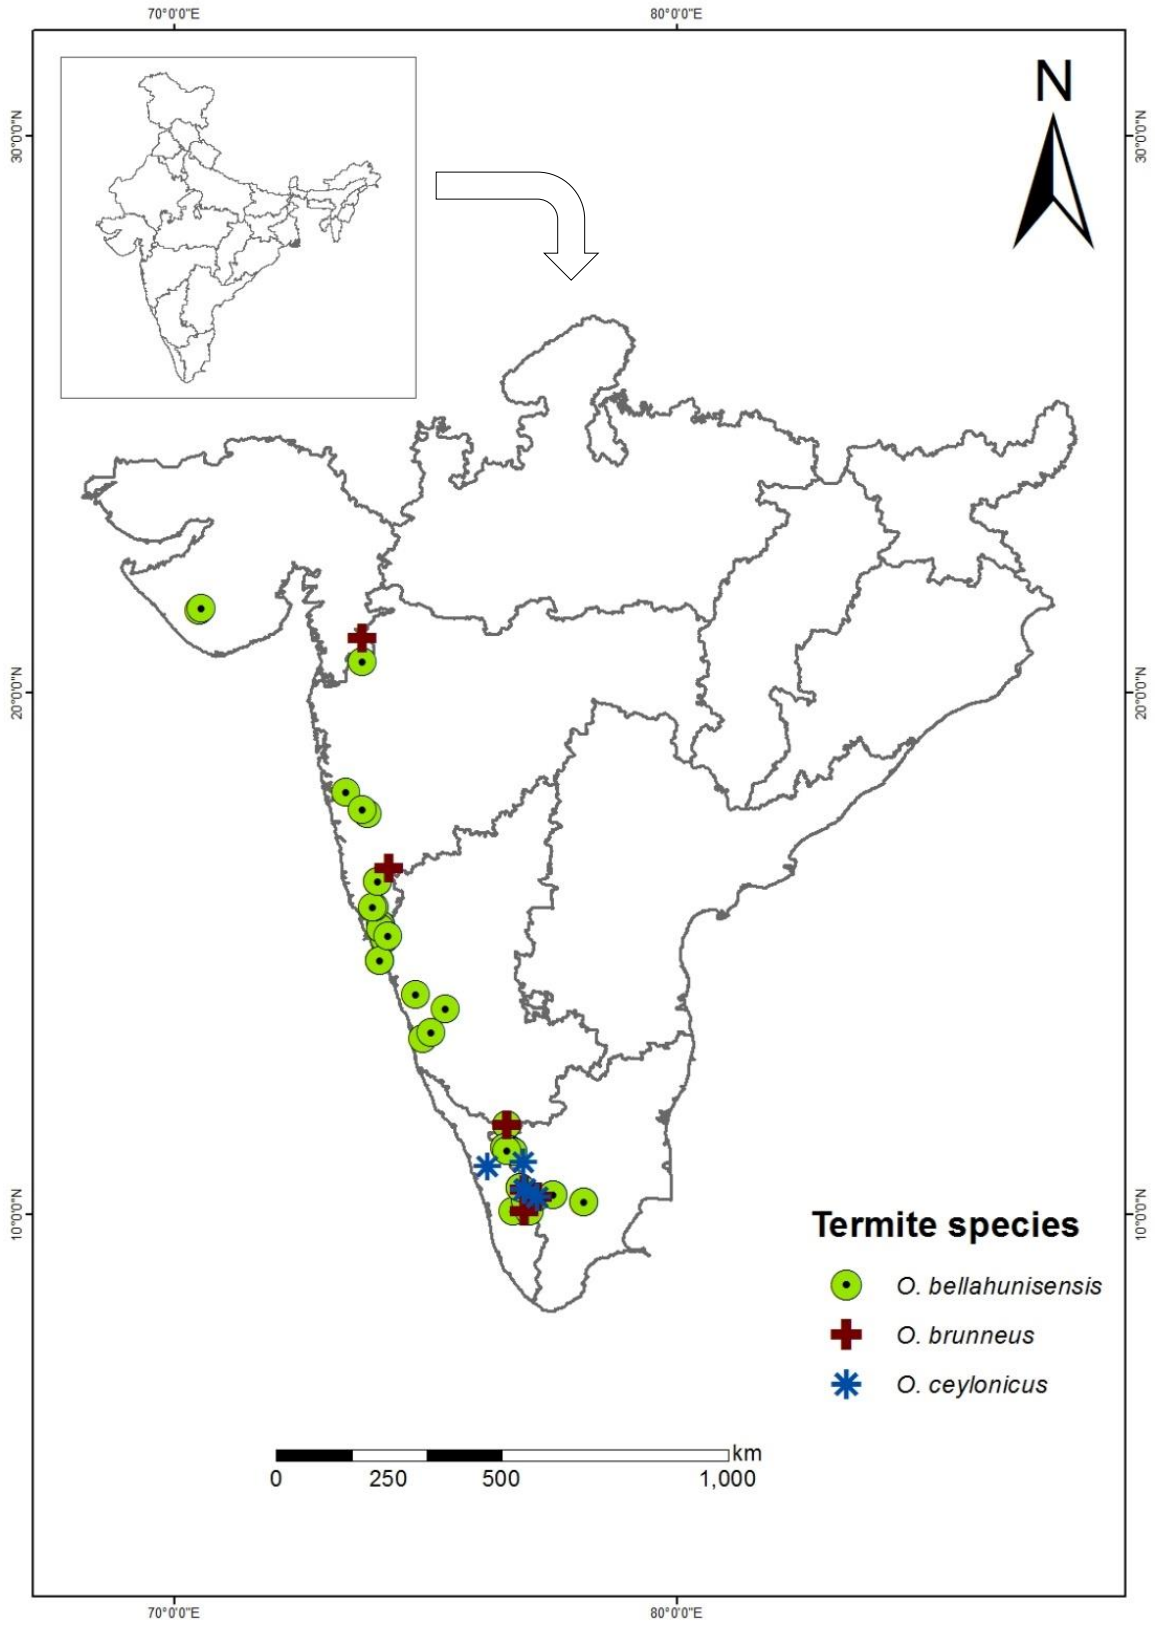 70°0'0"E 80°0'0"E
N
30°0'0"N 30°0'0"N
20°0'0"N 20°0'0"N
10°0'0"N 10°0'0"N
Termite species
O. bellahunisensis
O. brunneus
O. ceylonicus
km
0 250 500 1,000
70°0'0"E 80°0'0"E